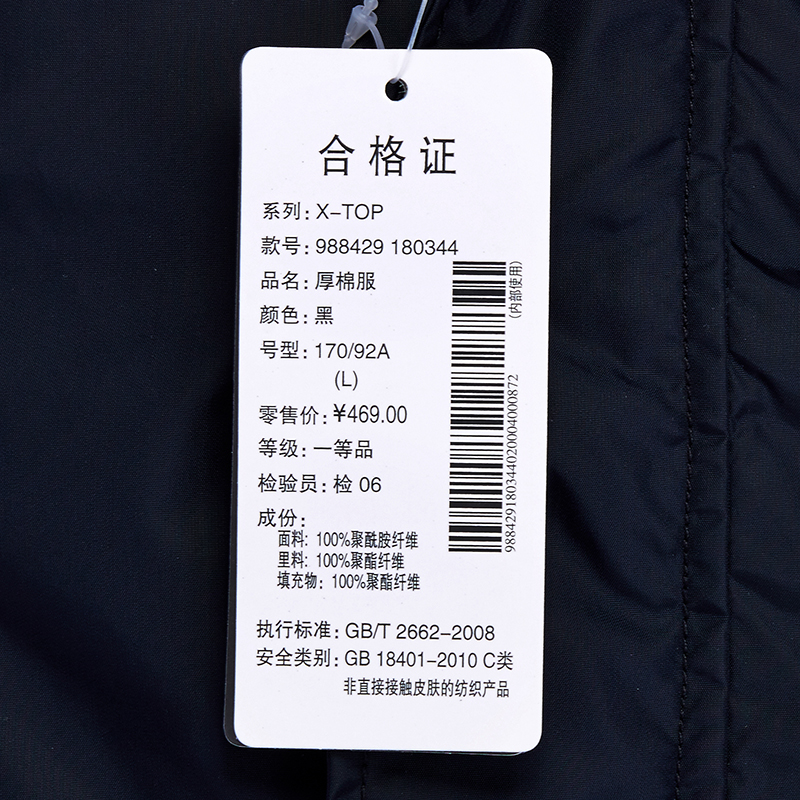 合格证
系列: X-TOP
款号: 988429 180344
品名: 厚棉服
颜色: 黑
号型: 170/92A
(L)
零售价: ¥469.00
等级: 一等品
检验员: 检 06
成份:
面料: 100%聚酰胺纤维
里料: 100%聚酯纤维
填充物: 100%聚酯纤维
执行标准: GB/T 2662-2008
安全类别: GB 18401-2010 C类
非直接接触皮肤的纺织产品
(内部使用)
98842918034402000400087​2